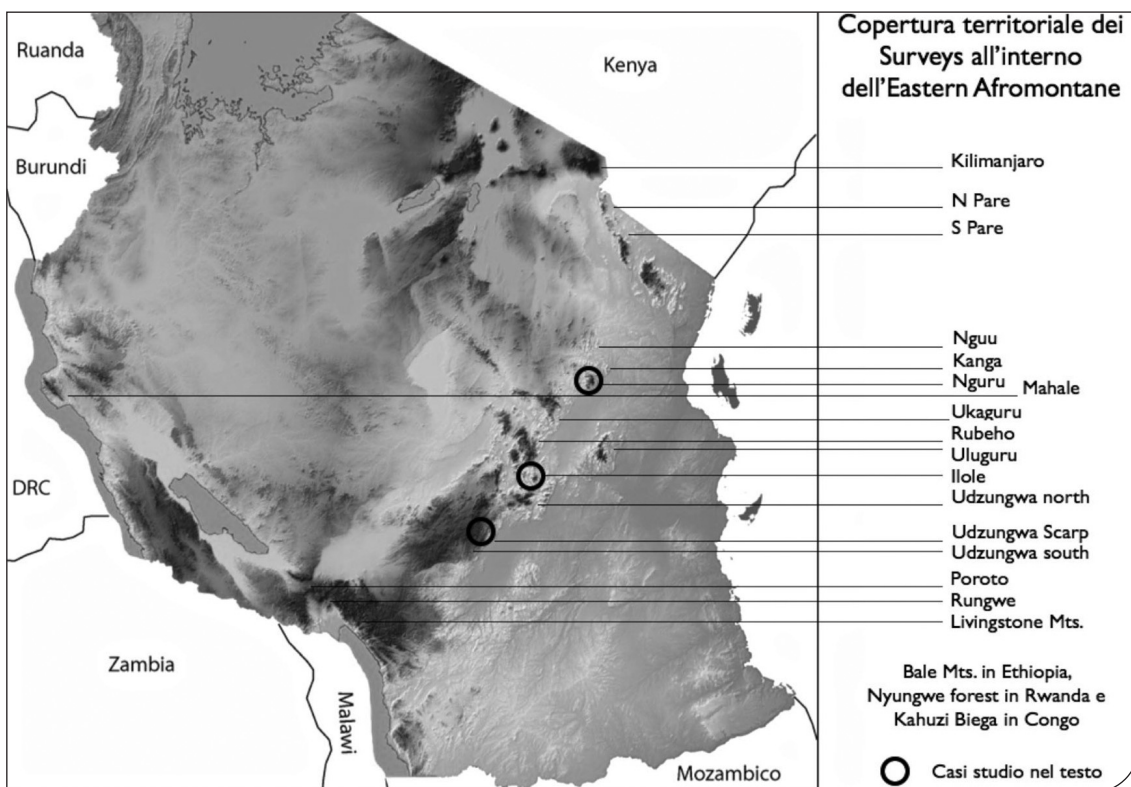 Copertura territoriale dei
Surveys all'interno
dell'Eastern Afromontane
Ruanda
Kenya
Burundi
DRC
Zambia
Malawi
Mozambico
Kilimanjaro
N Pare
S Pare
Nguu
Kanga
Nguru
Mahale
Ukaguru
Rubeho
Uluguru
Ilole
Udzungwa north
Udzungwa Scarp
Udzungwa south
Poroto
Rungwe
Livingstone Mts.
Bale Mts. in Ethiopia,
Nyungwe forest in Rwanda e
Kahuzi Biega in Congo
Casi studio nel testo